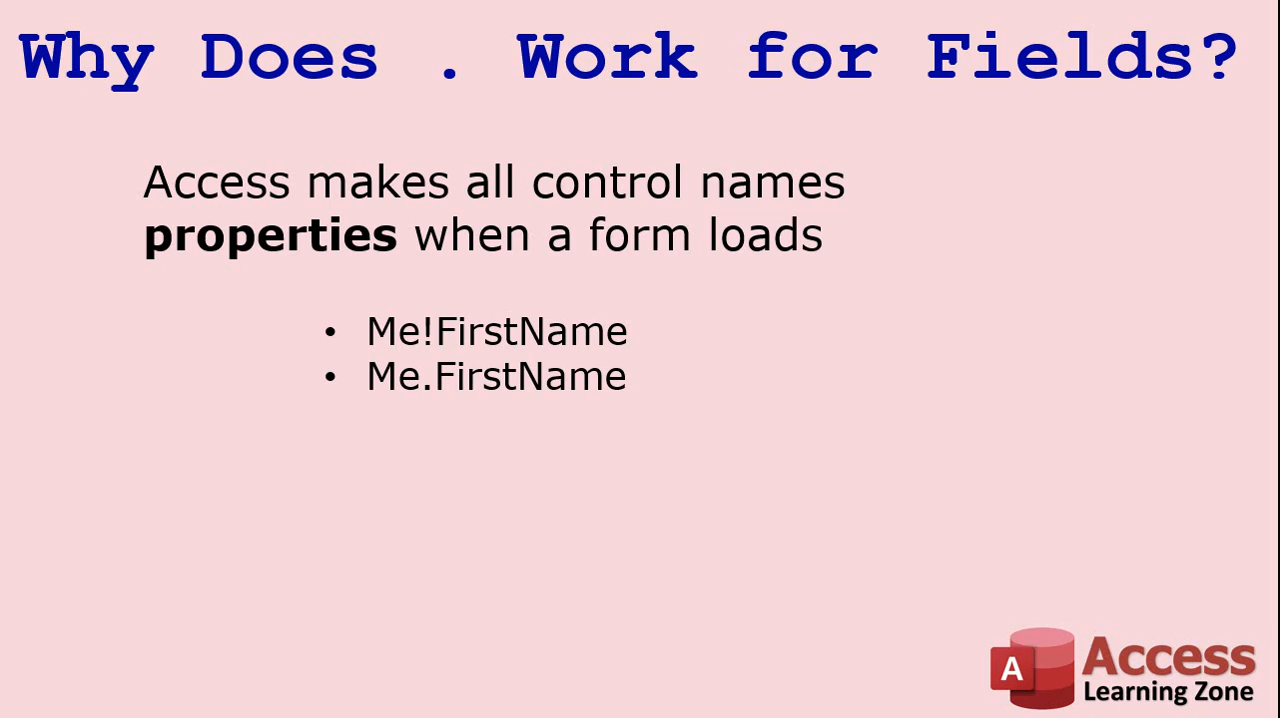 Why Does . Work for Fields?
Access makes all control names
properties when a form loads
• Me!FirstName
• Me.FirstName
A
Access
Learning Zone